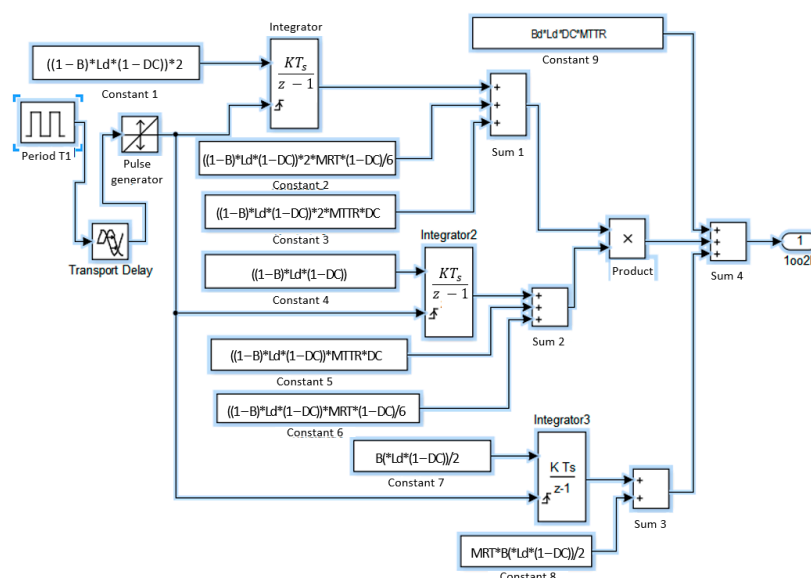 Integrator
((1−B)*Ld*(1−DC))*2
Constant 1
KTs
z − 1
Bd*Ld*DC*MTTR
Constant 9
+
+
+
Sum 1
Period T1
Pulse
generator
((1−B)*Ld*(1−DC))*2*MRT*(1−DC)/6
Constant 2
((1−B)*Ld*(1−DC))*2*MTTR*DC
Constant 3
Transport Delay
Integrator2
((1−B)*Ld*(1−DC))
Constant 4
KTs
z − 1
+
+
+
Sum 2
×
Product
+
+
+
Sum 4
1
((1−B)*Ld*(1−DC))*MTTR*DC
Constant 5
((1−B)*Ld*(1−DC))*MRT*(1−DC)/6
Constant 6
Integrator3
B(*Ld*(1−DC))/2
Constant 7
K Ts
z-1
+
+
Sum 3
MRT*B(*Ld*(1−DC))/2
Constant 8